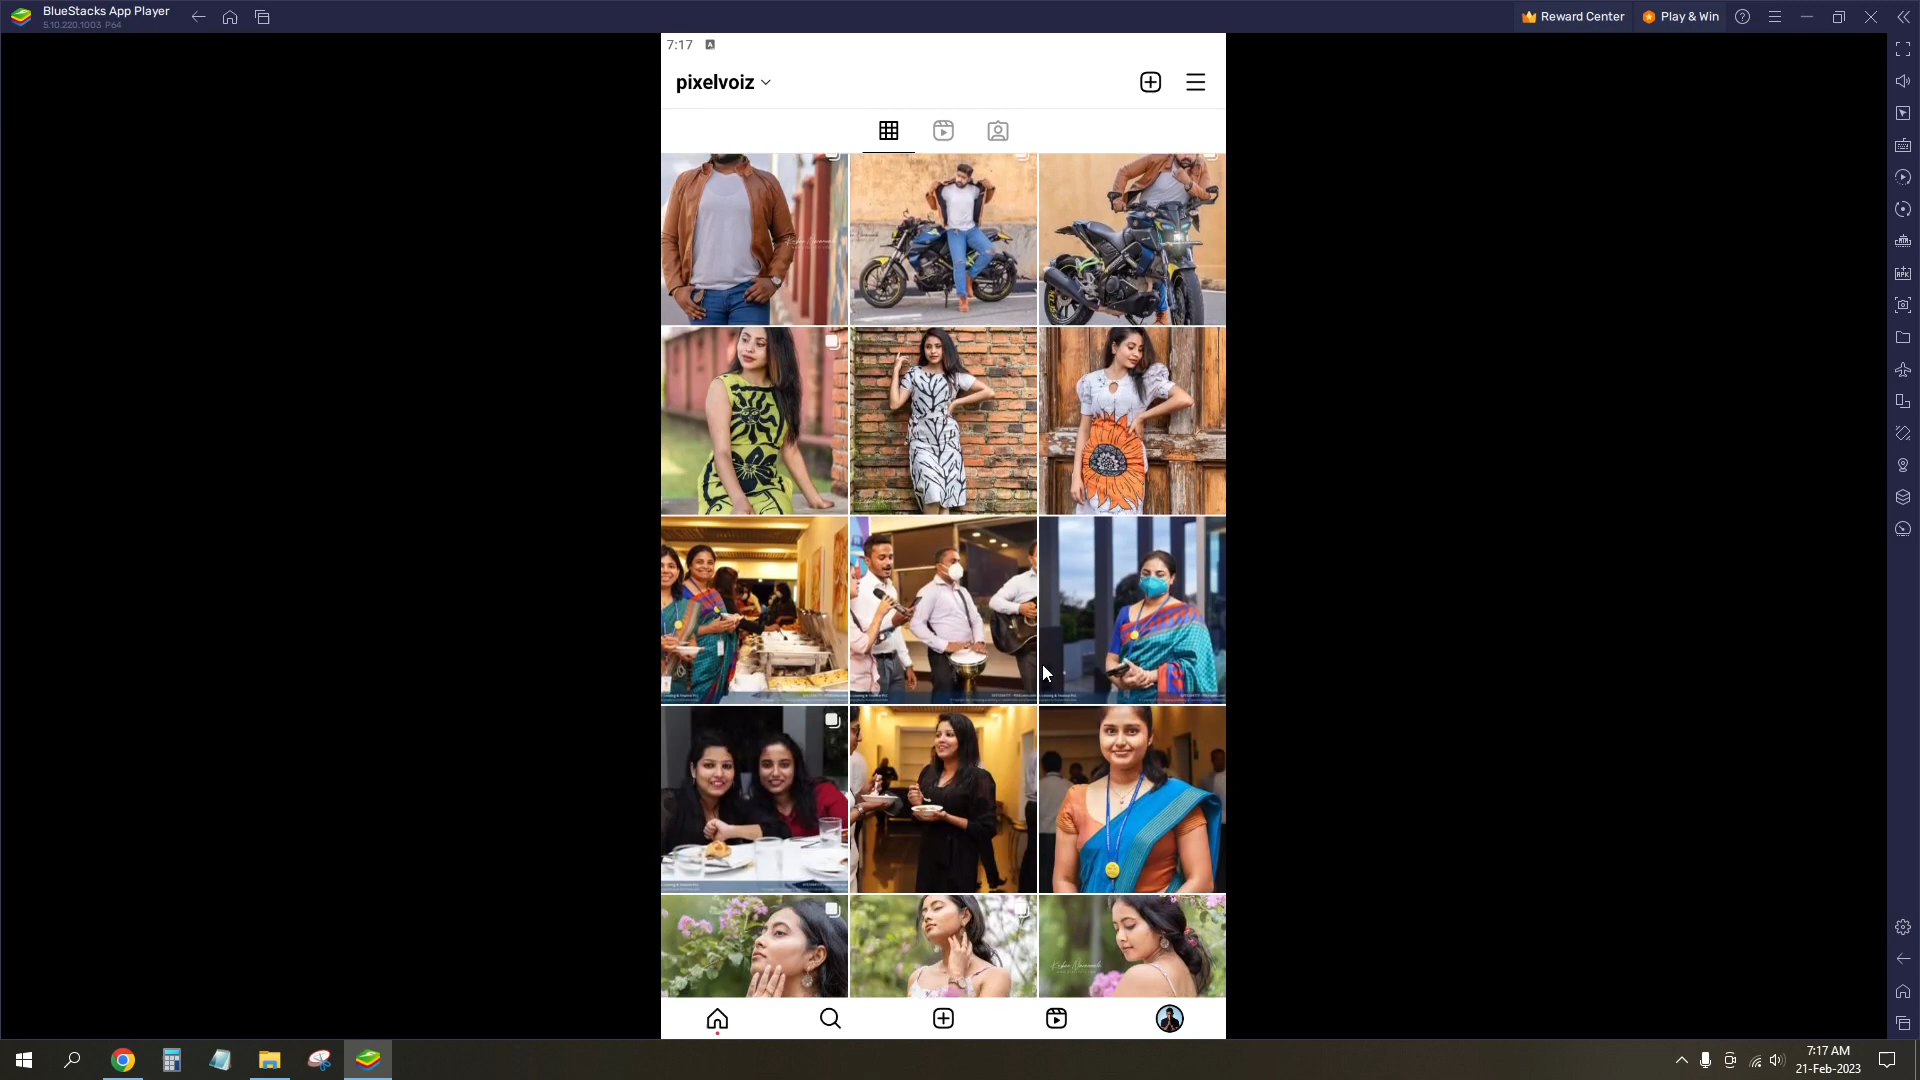 BlueStacks App Player
5.10.220.1003 P64
Reward Center
Play & Win
7:17
pixelvoiz
7:17 AM
21-Feb-2023